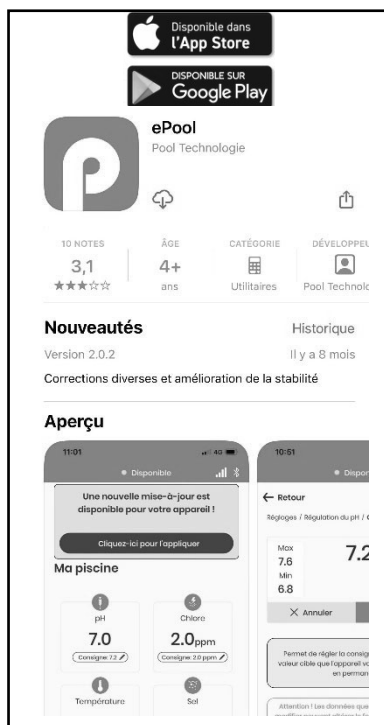 Disponible dans
l'App Store
DISPONIBLE SUR
Google Play
ePool
Pool Technologie
10 NOTES
ÂGE
CATÉGORIE
DÉVELOPPEU
3,1
4+
★★★☆☆
ans
Utilitaires
Pool Technolo
Nouveautés
Historique
Version 2.0.2
Il y a 8 mois
Corrections diverses et amélioration de la stabilité
Aperçu
11:01
4G
Disponible
Une nouvelle mise-à-jour est
disponible pour votre appareil !
Cliquez-ici pour l'appliquer
Ma piscine
pH
Chlore
7.0
2.0ppm
Consigne: 7.2
Consigne: 2.0 ppm
Température
Sel
10:51
Dispor
← Retour
Réglages / Régulation du pH /
Max
7.6
7.2
Min
6.8
Annuler
Permet de régler la consig
valeur cible que l'appareil va
en perman
Attention ! Les données que